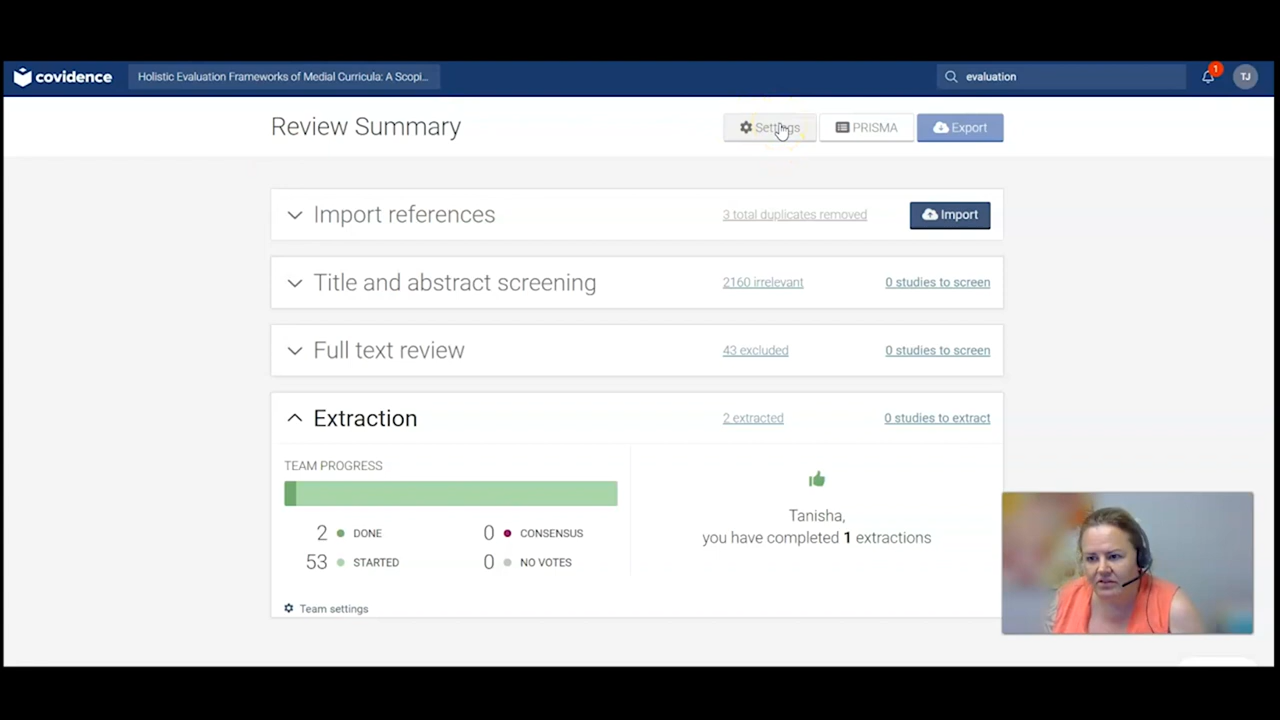 covidence
Holistic Evaluation Frameworks of Medial Curricula: A Scopi...
evaluation
1
TJ
Review Summary
Settings
PRISMA
Export
Import references
3 total duplicates removed
Import
Title and abstract screening
2160 irrelevant
0 studies to screen
Full text review
43 excluded
0 studies to screen
Extraction
2 extracted
0 studies to extract
TEAM PROGRESS
2 DONE
0 CONSENSUS
53 STARTED
0 NO VOTES
Tanisha,
you have completed 1 extractions
Team settings